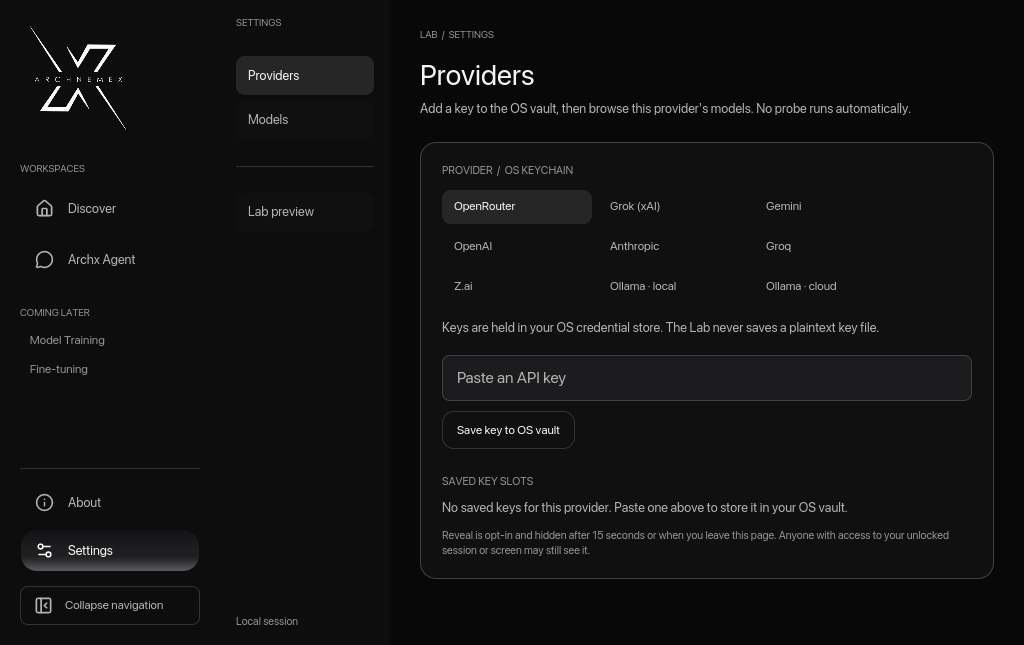 ARCHNEMEX
WORKSPACES
Discover
Archx Agent
COMING LATER
Model Training
Fine-tuning
About
Settings
Collapse navigation
SETTINGS
Providers
Models
Lab preview
Local session
LAB / SETTINGS
Providers
Add a key to the OS vault, then browse this provider's models. No probe runs automatically.
PROVIDER / OS KEYCHAIN
OpenRouter
Grok (xAI)
Gemini
OpenAI
Anthropic
Groq
Z.ai
Ollama · local
Ollama · cloud
Keys are held in your OS credential store. The Lab never saves a plaintext key file.
Paste an API key
Save key to OS vault
SAVED KEY SLOTS
No saved keys for this provider. Paste one above to store it in your OS vault.
Reveal is opt-in and hidden after 15 seconds or when you leave this page. Anyone with access to your unlocked
session or screen may still see it.